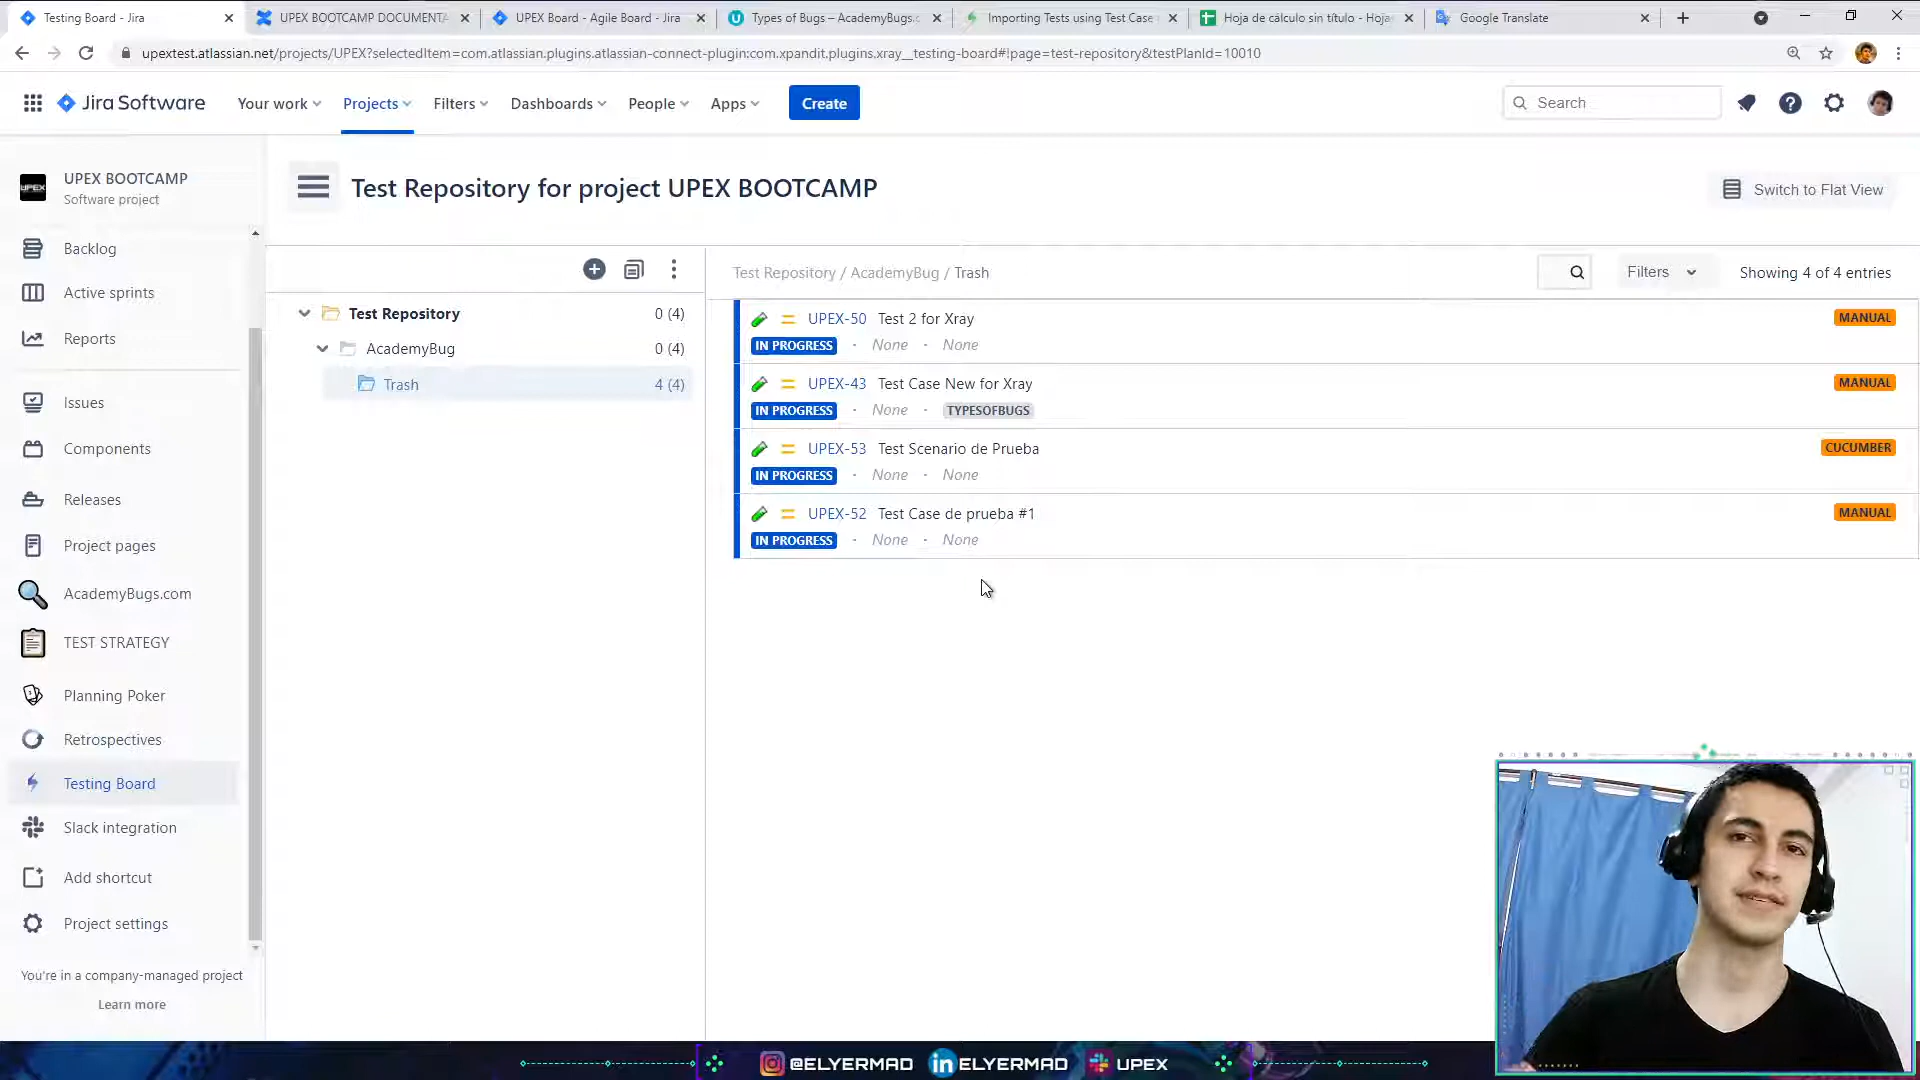 Testing Board - Jira
UPEX BOOTCAMP DOCUMENTA
UPEX Board - Agile Board - Jira
Types of Bugs – AcademyBugs.c
Importing Tests using Test Case
Hoja de cálculo sin título - Hoja
Google Translate
upextest.atlassian.net/projects/UPEX?selectedItem=com.atlassian.plugins.atlassian-connect-plugin:com.xpandit.plugins.xray__testing-board#!page=test-repository&testPlanId=10010
Jira Software
Your work
Projects
Filters
Dashboards
People
Apps
Create
Search
UPEX
UPEX BOOTCAMP
Software project
Backlog
Active sprints
Reports
Issues
Components
Releases
Project pages
AcademyBugs.com
TEST STRATEGY
Planning Poker
Retrospectives
Testing Board
Slack integration
Add shortcut
Project settings
You're in a company-managed project
Learn more
Test Repository for project UPEX BOOTCAMP
Switch to Flat View
Test Repository 0 (4)
AcademyBug 0 (4)
Trash 4 (4)
Test Repository / AcademyBug / Trash
Filters
Showing 4 of 4 entries
UPEX-50 Test 2 for Xray MANUAL
IN PROGRESS · None · None
UPEX-43 Test Case New for Xray MANUAL
IN PROGRESS · None · TYPESOFBUGS
UPEX-53 Test Scenario de Prueba CUCUMBER
IN PROGRESS · None · None
UPEX-52 Test Case de prueba #1 MANUAL
IN PROGRESS · None · None
@ELYERMAD
in ELYERMAD
UPEX